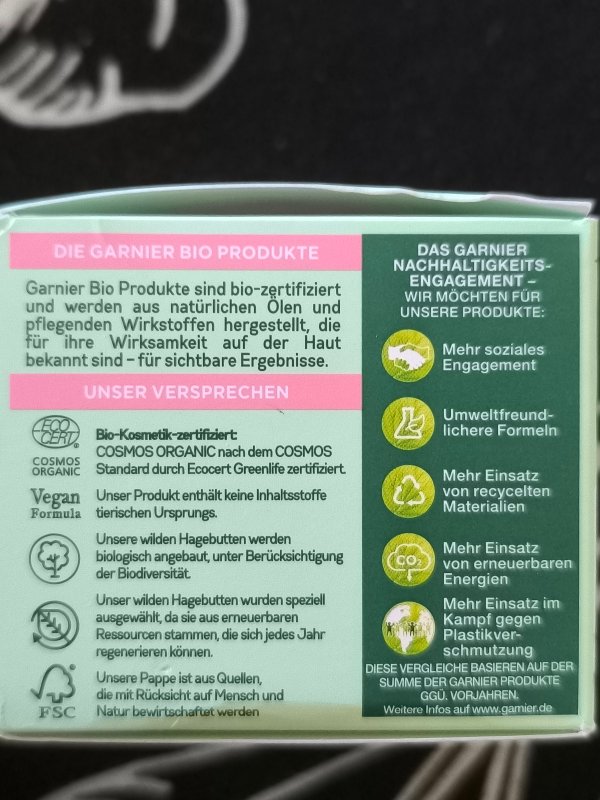 DIE GARNIER BIO PRODUKTE
Garnier Bio Produkte sind bio-zertifiziert
und werden aus natürlichen Ölen und
pflegenden Wirkstoffen hergestellt, die
für ihre Wirksamkeit auf der Haut
bekannt sind – für sichtbare Ergebnisse.
UNSER VERSPRECHEN
ECO
CERT
COSMOS
ORGANIC
Bio-Kosmetik-zertifiziert:
COSMOS ORGANIC nach dem COSMOS
Standard durch Ecocert Greenlife zertifiziert.
Vegan
Formula
Unser Produkt enthält keine Inhaltsstoffe
tierischen Ursprungs.
Unsere wilden Hagebutten werden
biologisch angebaut, unter Berücksichtigung
der Biodiversität.
Unser wilden Hagebutten wurden speziell
ausgewählt, da sie aus erneuerbaren
Ressourcen stammen, die sich jedes Jahr
regenerieren können.
FSC
Unsere Pappe ist aus Quellen,
die mit Rücksicht auf Mensch und
Natur bewirtschaftet werden
DAS GARNIER
NACHHALTIGKEITS-
ENGAGEMENT –
WIR MÖCHTEN FÜR
UNSERE PRODUKTE:
Mehr soziales
Engagement
Umweltfreund-
lichere Formeln
Mehr Einsatz
von recycelten
Materialien
CO2
Mehr Einsatz
von erneuerbaren
Energien
Mehr Einsatz im
Kampf gegen
Plastikver-
schmutzung
DIESE VERGLEICHE BASIEREN AUF DER
SUMME DER GARNIER PRODUKTE
GGÜ. VORJAHREN.
Weitere Infos auf www.garnier.de